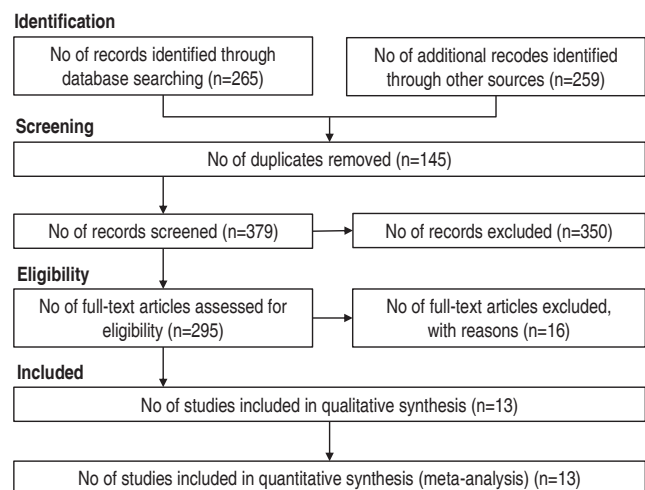 Identification
No of records identified through
database searching (n=265)
No of additional recodes identified
through other sources (n=259)
Screening
No of duplicates removed (n=145)
No of records screened (n=379)
No of records excluded (n=350)
Eligibility
No of full-text articles assessed for
eligibility (n=295)
No of full-text articles excluded,
with reasons (n=16)
Included
No of studies included in qualitative synthesis (n=13)
No of studies included in quantitative synthesis (meta-analysis) (n=13)